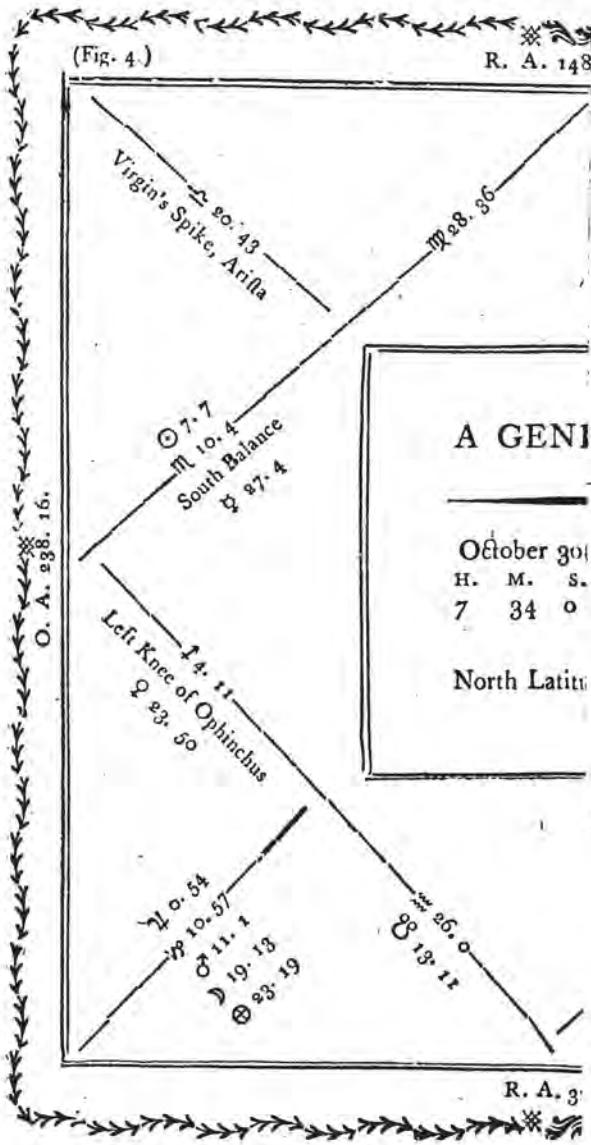 (Fig. 4.)
R. A. 148
♎ 20. 43
Virgin's Spike, Ariſta
♍ 28. 36
☉ 7. 7
♏ 10. 4
South Balance
☿ 27. 4
O. A. 238. 16.
A GENI
October 30
H. M. S.
7 34 0
North Latitu
♐ 4. 11
Left Knee of Ophinchus
♀ 23. 50
♃ 0. 54
♑ 10. 57
♂ 11. 1
☽ 19. 13
⊕ 23. 19
♒ 26. 0
☋ 13. 11
R. A. 3